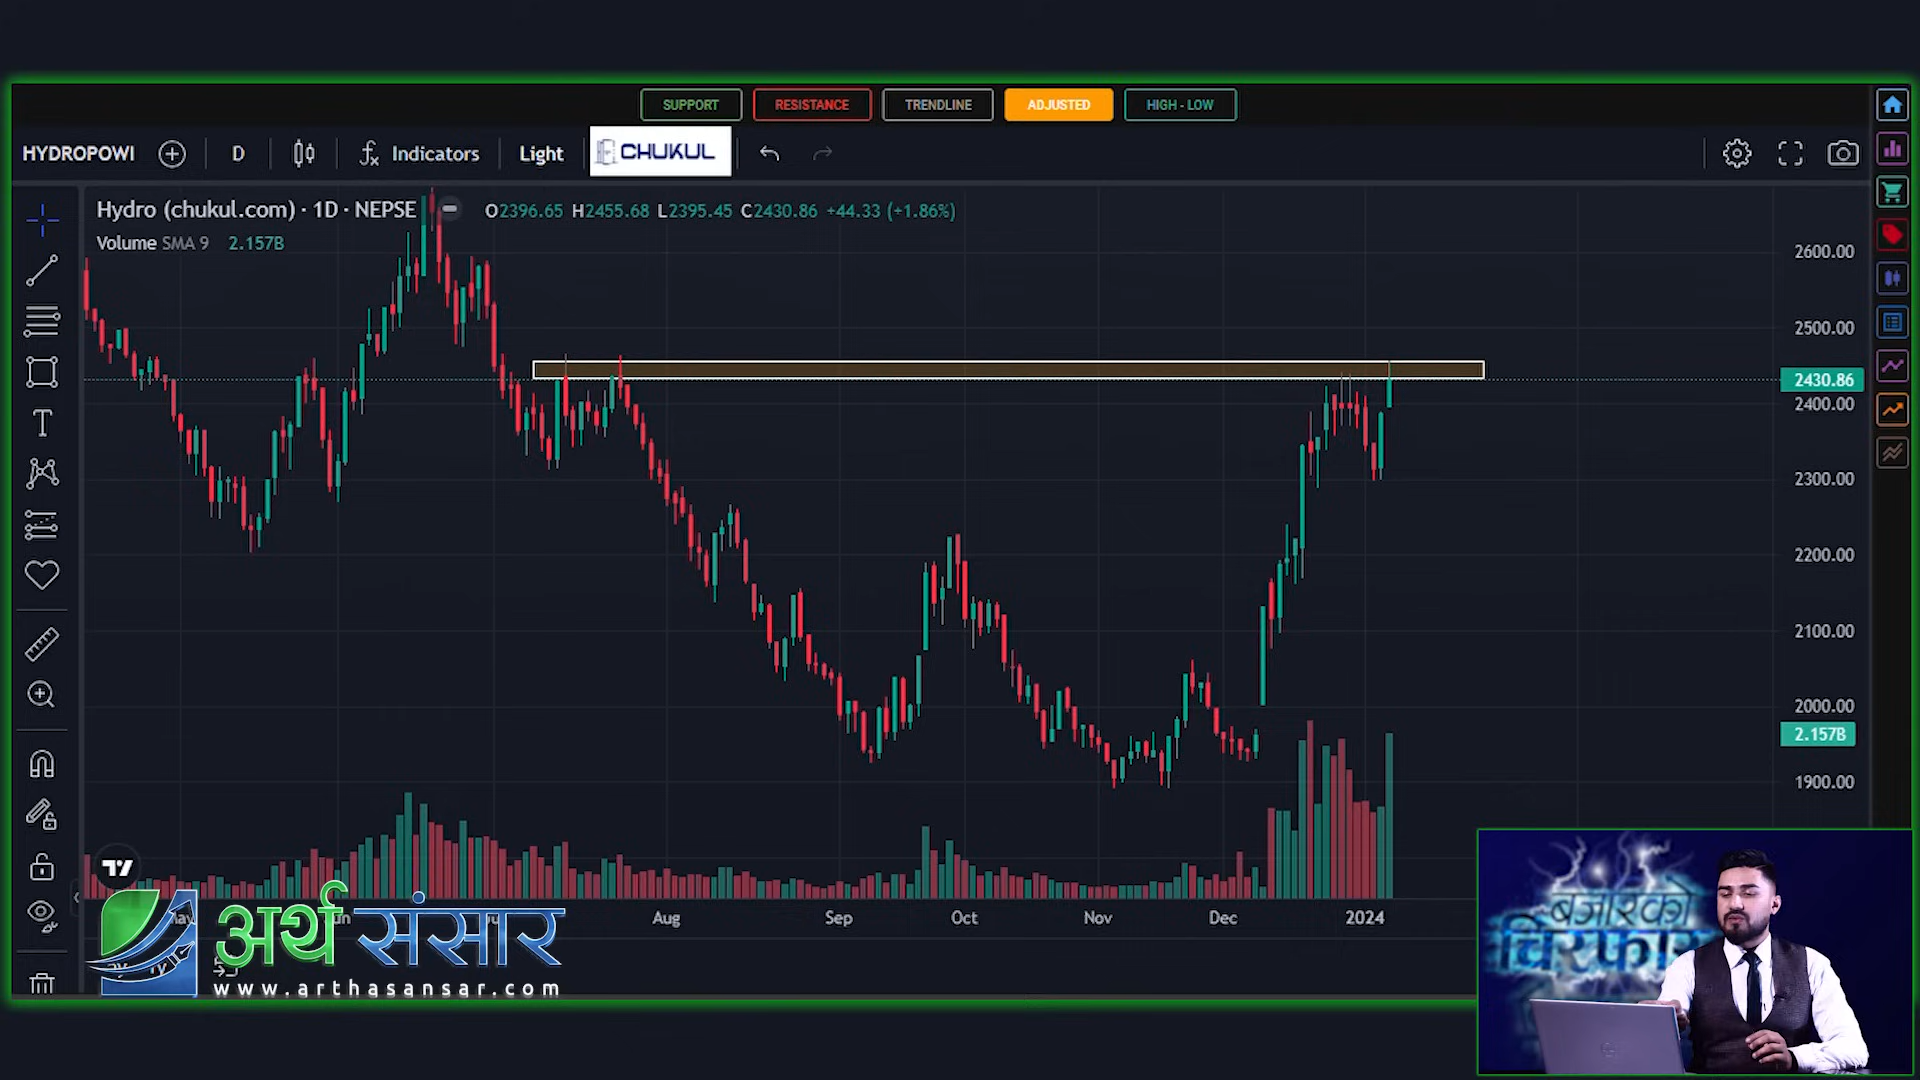 SUPPORT
RESISTANCE
TRENDLINE
ADJUSTED
HIGH - LOW
HYDROPOWI
D
Indicators
Light
CHUKUL
Hydro (chukul.com) · 1D · NEPSE
O2396.65 H2455.68 L2395.45 C2430.86 +44.33 (+1.86%)
Volume SMA 9 2.157B
2600.00
2500.00
2430.86
2400.00
2300.00
2200.00
2100.00
2000.00
2.157B
1900.00
Aug
Sep
Oct
Nov
Dec
2024
अर्थ संसार
www.arthasansar.com
बजारको
चिरफार